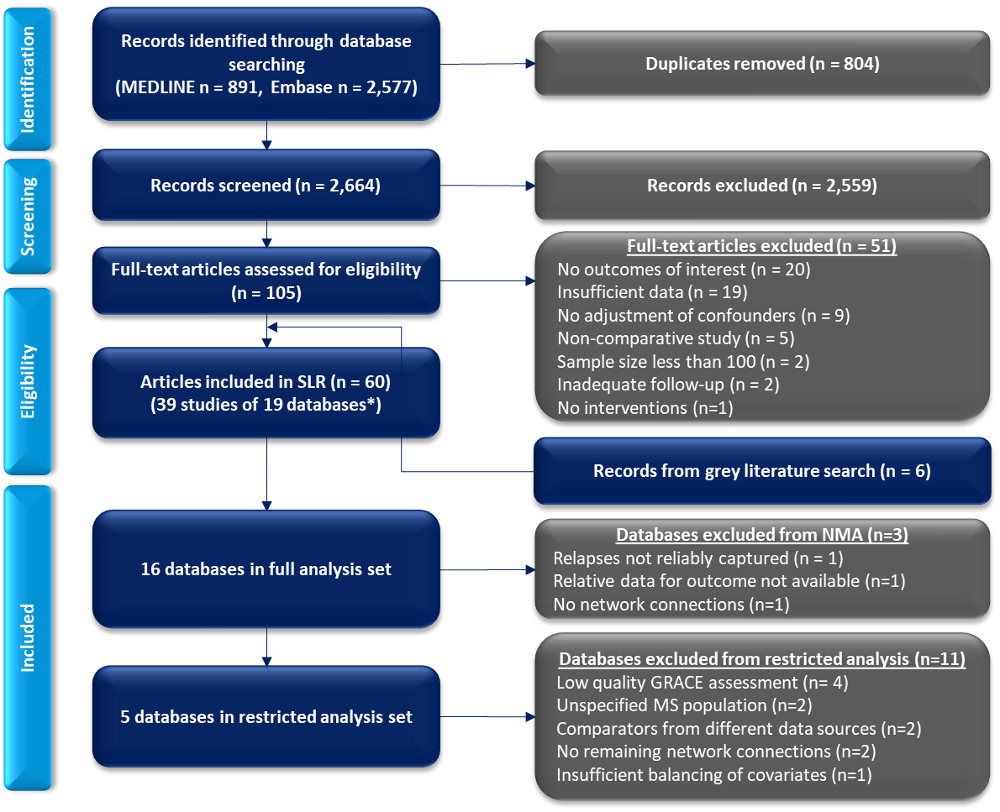 Identification
Records identified through database
searching
(MEDLINE n = 891, Embase n = 2,577)
Duplicates removed (n = 804)
Screening
Records screened (n = 2,664)
Records excluded (n = 2,559)
Full-text articles assessed for eligibility
(n = 105)
Full-text articles excluded (n = 51)
No outcomes of interest (n = 20)
Insufficient data (n = 19)
No adjustment of confounders (n = 9)
Non-comparative study (n = 5)
Sample size less than 100 (n = 2)
Inadequate follow-up (n = 2)
No interventions (n=1)
Eligibility
Articles included in SLR (n = 60)
(39 studies of 19 databases*)
Records from grey literature search (n = 6)
Included
16 databases in full analysis set
Databases excluded from NMA (n=3)
Relapses not reliably captured (n = 1)
Relative data for outcome not available (n=1)
No network connections (n=1)
5 databases in restricted analysis set
Databases excluded from restricted analysis (n=11)
Low quality GRACE assessment (n= 4)
Unspecified MS population (n=2)
Comparators from different data sources (n=2)
No remaining network connections (n=2)
Insufficient balancing of covariates (n=1)